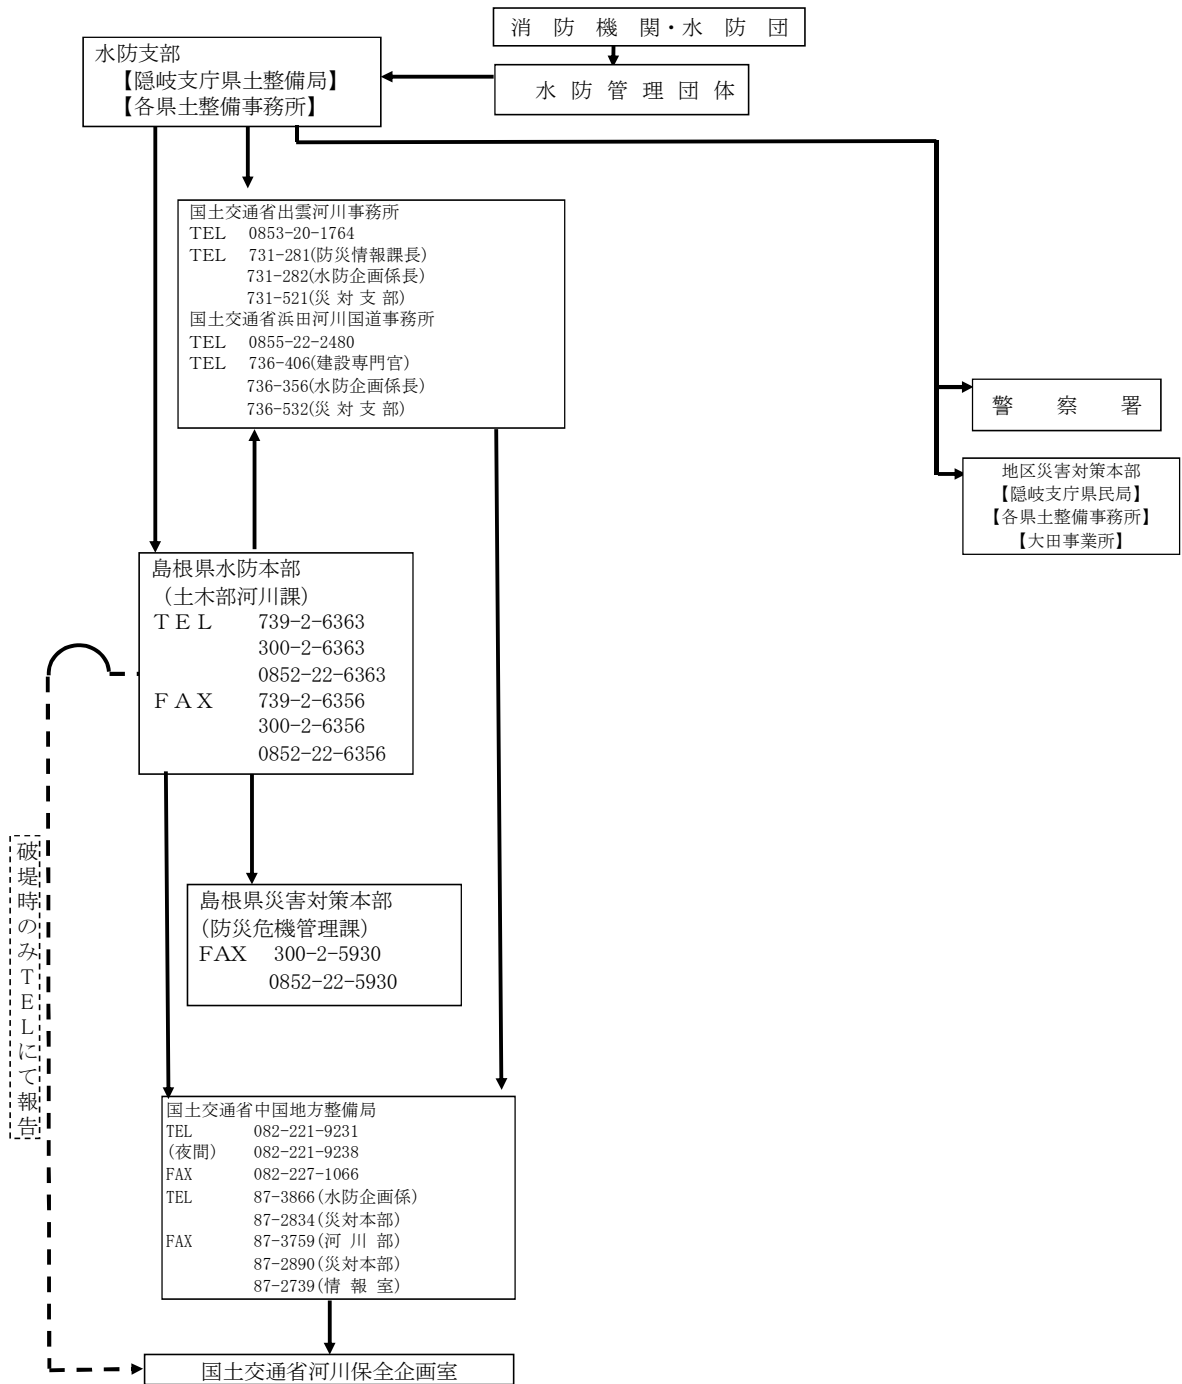 消 防 機 関・水 防 団
水防支部
【隠岐支庁県土整備局】
【各県土整備事務所】
水 防 管 理 団 体
国土交通省出雲河川事務所
TEL 0853-20-1764
TEL 731-281(防災情報課長)
731-282(水防企画係長)
731-521(災 対 支 部)
国土交通省浜田河川国道事務所
TEL 0855-22-2480
TEL 736-406(建設専門官)
736-356(水防企画係長)
736-532(災 対 支 部)
警 察 署
地区災害対策本部
【隠岐支庁県民局】
【各県土整備事務所】
【大田事業所】
島根県水防本部
(土木部河川課)
TEL 739-2-6363
300-2-6363
0852-22-6363
FAX 739-2-6356
300-2-6356
0852-22-6356
破堤時のみTELにて報告
島根県災害対策本部
(防災危機管理課)
FAX 300-2-5930
0852-22-5930
国土交通省中国地方整備局
TEL 082-221-9231
(夜間) 082-221-9238
FAX 082-227-1066
TEL 87-3866(水防企画係)
87-2834(災対本部)
FAX 87-3759(河 川 部)
87-2890(災対本部)
87-2739(情 報 室)
国土交通省河川保全企画室